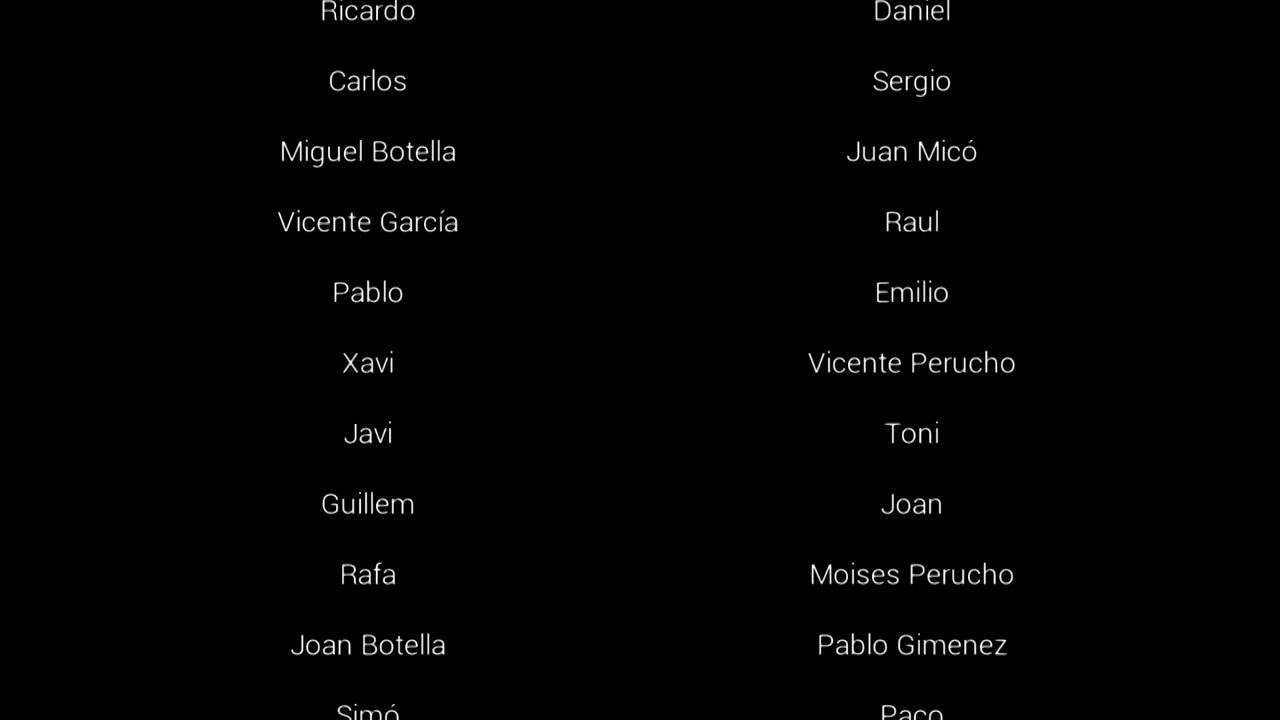 Ricardo Daniel
Carlos Sergio
Miguel Botella Juan Micó
Vicente García Raul
Pablo Emilio
Xavi Vicente Perucho
Javi Toni
Guillem Joan
Rafa Moises Perucho
Joan Botella Pablo Gimenez
Simó Paco